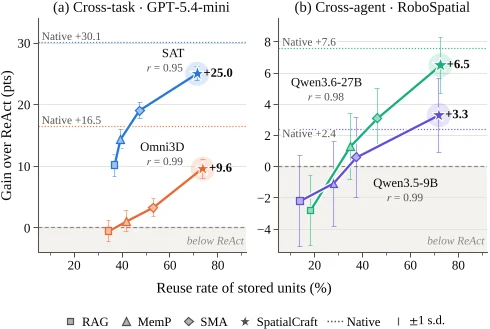 (a) Cross-task · GPT-5.4-mini
(b) Cross-agent · RoboSpatial
Gain over ReAct (pts)
30
20
10
0
Native +30.1
SAT
r = 0.95
+25.0
Native +16.5
Omni3D
r = 0.99
+9.6
below ReAct
20
40
60
80
8
6
4
2
0
−2
−4
Native +7.6
+6.5
Qwen3.6-27B
r = 0.98
+3.3
Native +2.4
Qwen3.5-9B
r = 0.99
below ReAct
20
40
60
80
Reuse rate of stored units (%)
RAG
MemP
SMA
SpatialCraft
Native
±1 s.d.